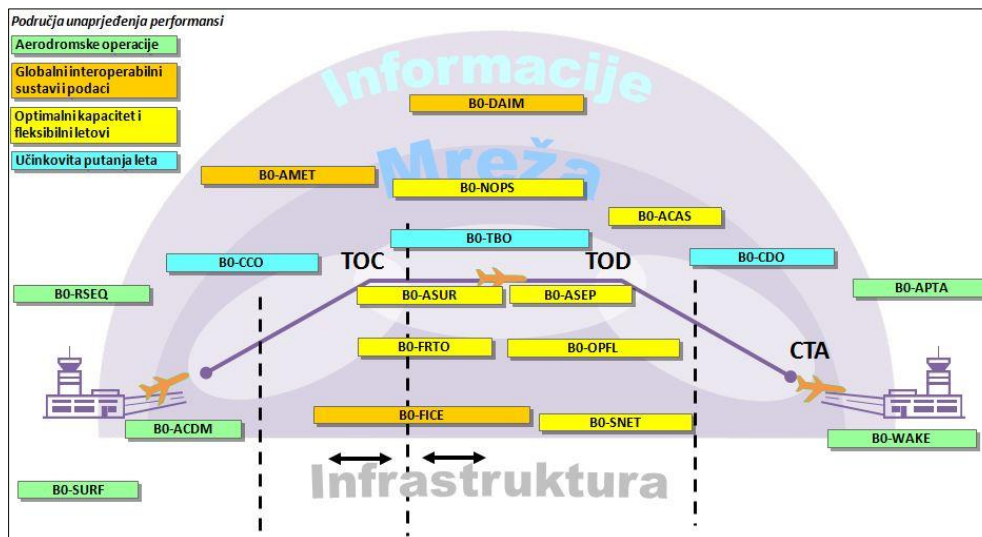 Područja unaprjeđenja performansi
Aerodromske operacije
Globalni interoperabilni
sustavi i podaci
Optimalni kapacitet i
fleksibilni letovi
Učinkovita putanja leta
Informacije
B0-DAIM
Mreža
B0-AMET
B0-NOPS
B0-ACAS
B0-TBO
B0-CCO
TOC
TOD
B0-CDO
B0-RSEQ
B0-ASUR
B0-ASEP
B0-APTA
B0-FRTO
B0-OPFL
CTA
B0-ACDM
B0-FICE
B0-SNET
B0-WAKE
Infrastruktura
B0-SURF